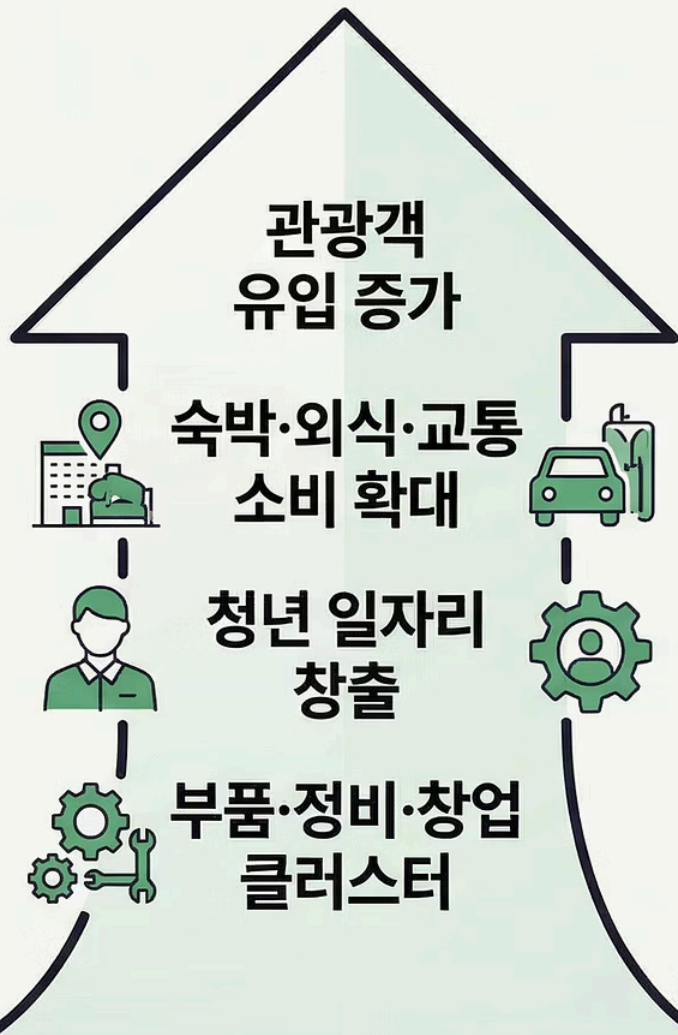 관광객
유입 증가
숙박·외식·교통
소비 확대
청년 일자리
창출
부품·정비·창업
클러스터